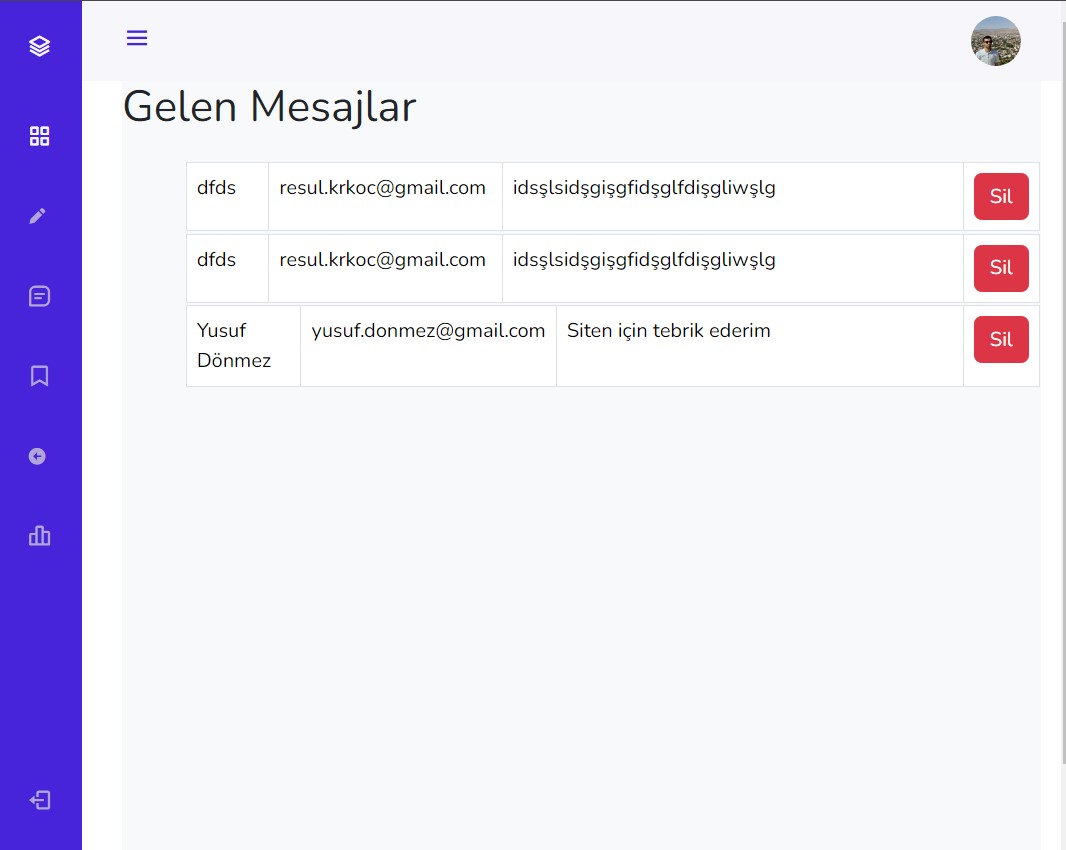 Gelen Mesajlar
dfds resul.krkoc@gmail.com idsşlsidşgişgfidşglfdişgliwşlg Sil
dfds resul.krkoc@gmail.com idsşlsidşgişgfidşglfdişgliwşlg Sil
Yusuf yusuf.donmez@gmail.com Siten için tebrik ederim Sil
Dönmez